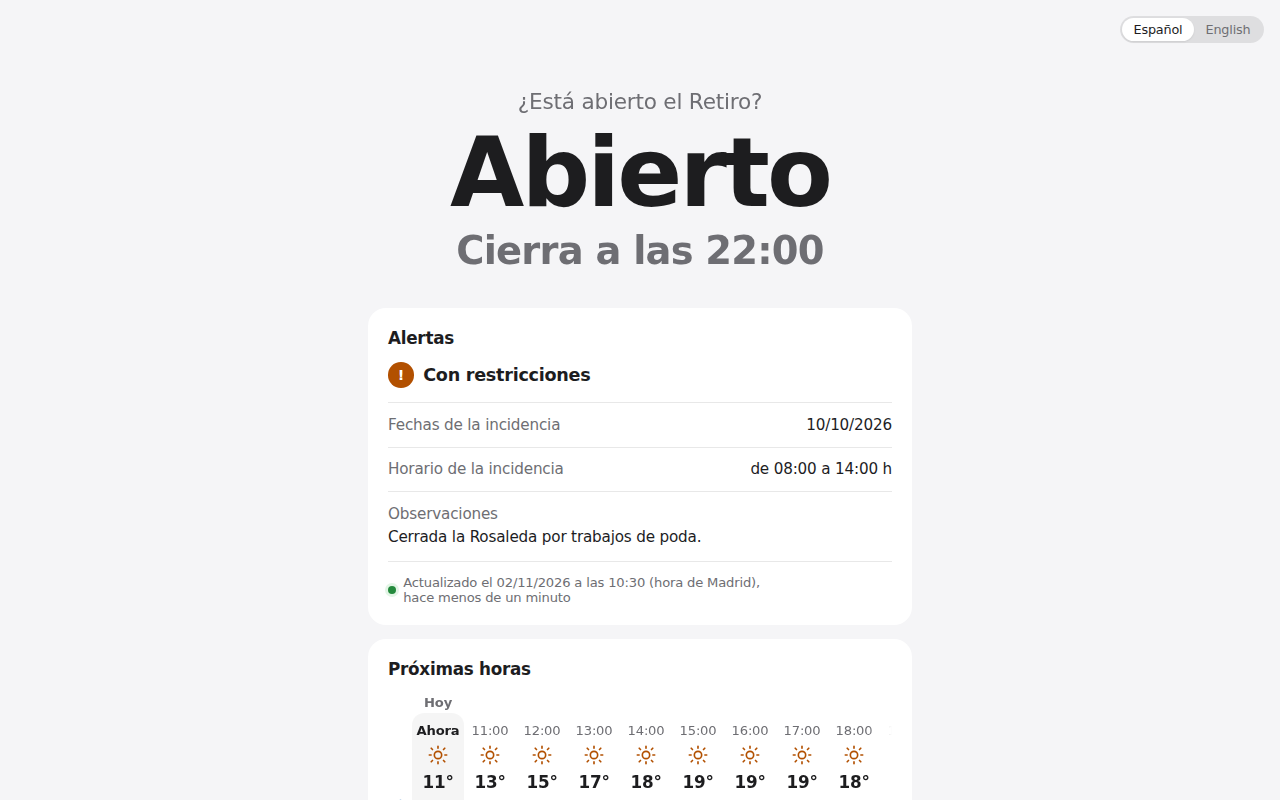 Español English
¿Está abierto el Retiro?
Abierto
Cierra a las 22:00
Alertas
! Con restricciones
Fechas de la incidencia 10/10/2026
Horario de la incidencia de 08:00 a 14:00 h
Observaciones
Cerrada la Rosaleda por trabajos de poda.
Actualizado el 02/11/2026 a las 10:30 (hora de Madrid),
hace menos de un minuto
Próximas horas
Hoy
Ahora 11:00 12:00 13:00 14:00 15:00 16:00 17:00 18:00
11° 13° 15° 17° 18° 19° 19° 19° 18°